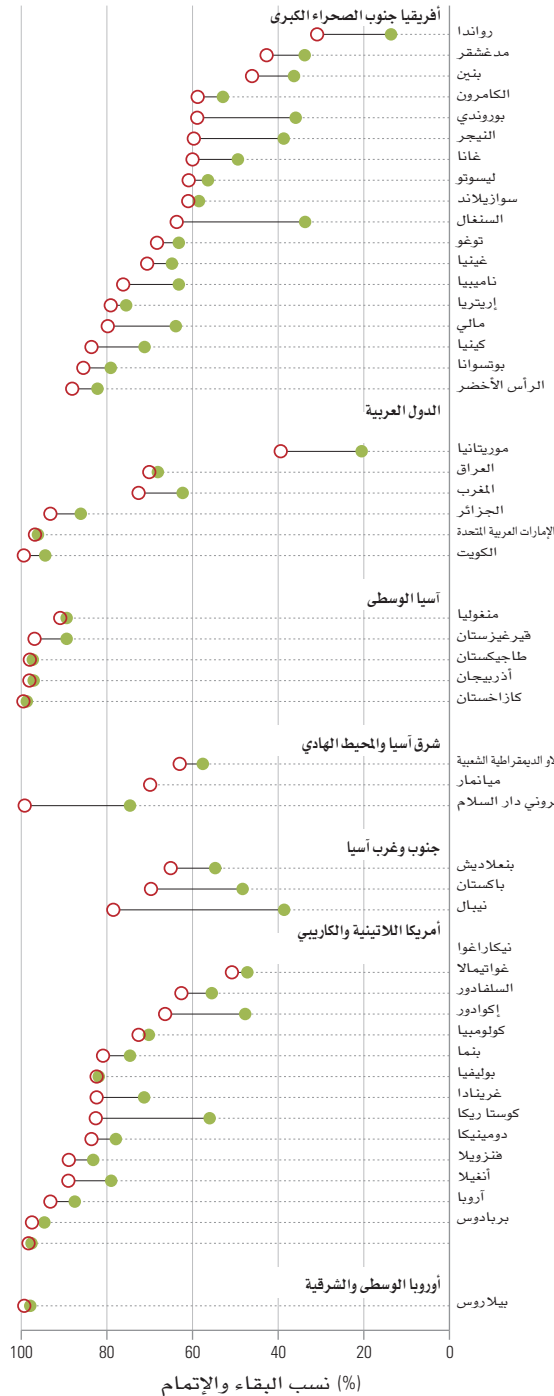 أفريقيا جنوب الصحراء الكبرى
رواندا
مدغشقر
بنين
الكامرون
بوروندي
النيجر
غانا
ليسوتو
سوازيلاند
السنغال
توغو
غينيا
ناميبيا
إريتريا
مالي
كينيا
بوتسوانا
الرأس الأخضر
الدول العربية
موريتانيا
العراق
المغرب
الجزائر
الإمارات العربية المتحدة
الكويت
آسيا الوسطى
منغوليا
قيرغيزستان
طاجيكستان
أذربيجان
كازاخستان
شرق آسيا والمحيط الهادي
لاو الديمقراطية الشعبية
ميانمار
روني دار السلام
جنوب وغرب آسيا
بنغلاديش
باكستان
نيبال
أمريكا اللاتينية والكاريبي
نيكاراغوا
غواتيمالا
السلفادور
إكوادور
كولومبيا
بنما
بوليفيا
غرينادا
كوستا ريكا
دومينيكا
فنزويلا
أنغيلا
آروبا
بربادوس
أوروبا الوسطى والشرقية
بيلاروس
100 80 60 40 20 0
نسب البقاء والإتمام (%)